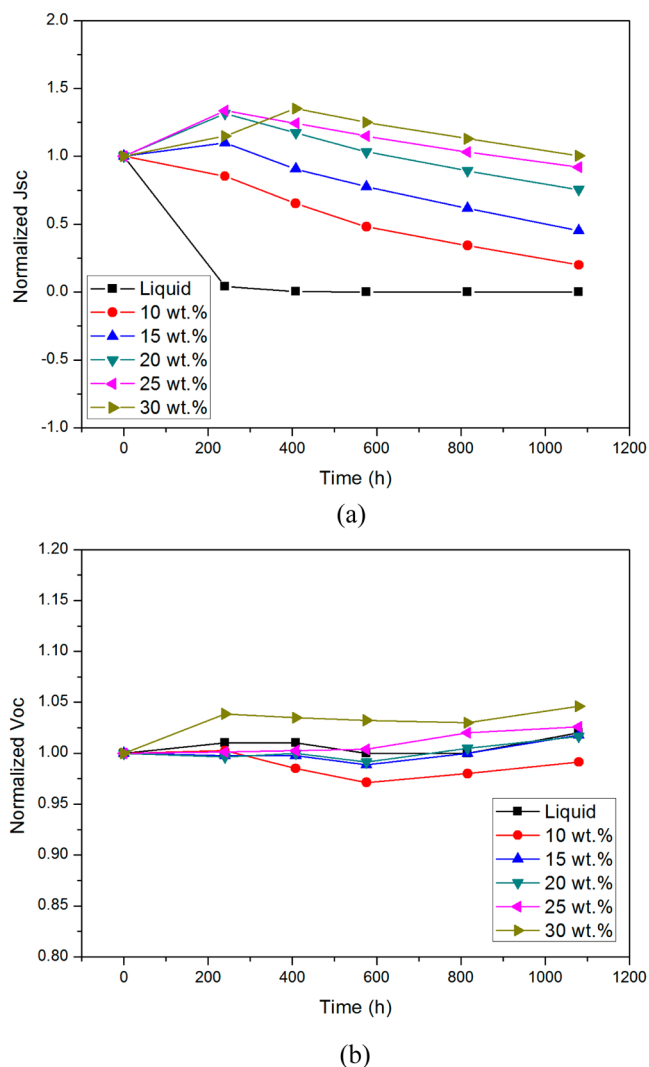 2.0
1.5
1.0
0.5
0.0
-0.5
-1.0
Normalized Jsc
Liquid
10 wt.%
15 wt.%
20 wt.%
25 wt.%
30 wt.%
0 200 400 600 800 1000 1200
Time (h)
(a)
1.20
1.15
1.10
1.05
1.00
0.95
0.90
0.85
0.80
Normalized Voc
Liquid
10 wt.%
15 wt.%
20 wt.%
25 wt.%
30 wt.%
0 200 400 600 800 1000 1200
Time (h)
(b)